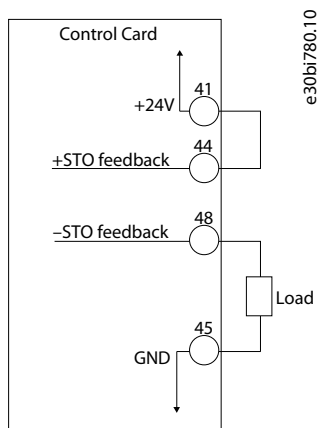 Control Card
e30bi780.10
41
+24V
44
+STO feedback
48
–STO feedback
Load
45
GND